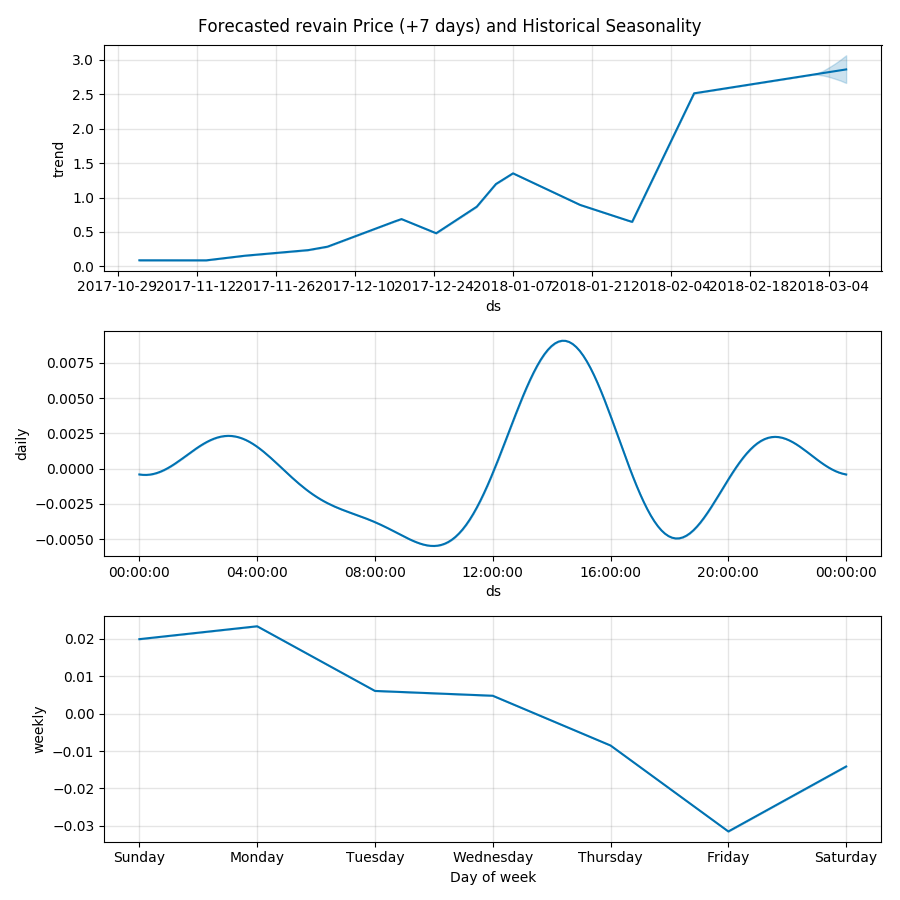 Forecasted revain Price (+7 days) and Historical Seasonality
3.0
2.5
2.0
1.5
1.0
0.5
0.0
trend
2017-10-29 2017-11-12 2017-11-26 2017-12-10 2017-12-24 2018-01-07 2018-01-21 2018-02-04 2018-02-18 2018-03-04
ds
0.0075
0.0050
0.0025
0.0000
−0.0025
−0.0050
daily
00:00:00 04:00:00 08:00:00 12:00:00 16:00:00 20:00:00 00:00:00
ds
0.02
0.01
0.00
−0.01
−0.02
−0.03
weekly
Sunday Monday Tuesday Wednesday Thursday Friday Saturday
Day of week